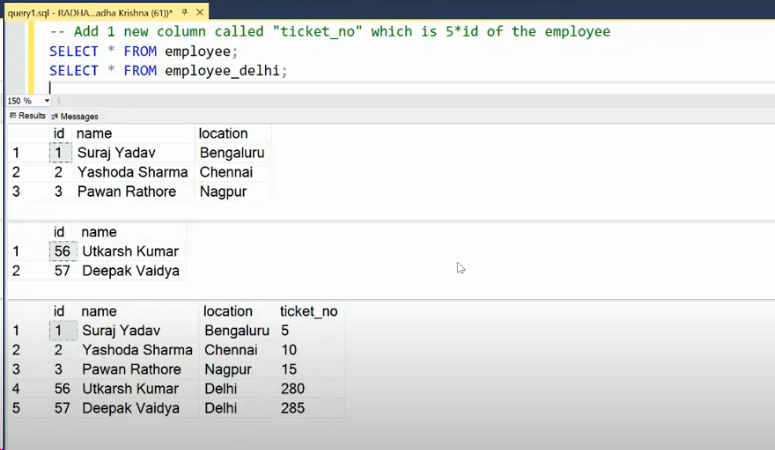 query1.sql - RADHA...adha Krishna (61))*
-- Add 1 new column called "ticket_no" which is 5*id of the employee
SELECT * FROM employee;
SELECT * FROM employee_delhi;
150 %
Results Messages
id name location
1 1 Suraj Yadav Bengaluru
2 2 Yashoda Sharma Chennai
3 3 Pawan Rathore Nagpur
id name
1 56 Utkarsh Kumar
2 57 Deepak Vaidya
id name location ticket_no
1 1 Suraj Yadav Bengaluru 5
2 2 Yashoda Sharma Chennai 10
3 3 Pawan Rathore Nagpur 15
4 56 Utkarsh Kumar Delhi 280
5 57 Deepak Vaidya Delhi 285